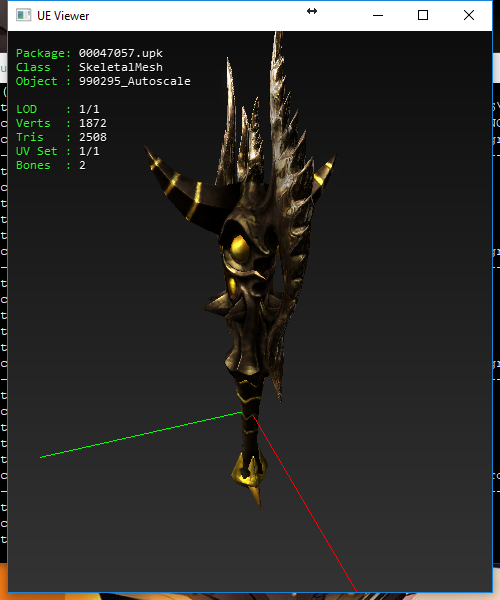 UE Viewer
Package: 00047057.upk
Class  : SkeletalMesh
Object : 990295_Autoscale
LOD    : 1/1
Verts  : 1872
Tris   : 2508
UV Set : 1/1
Bones  : 2